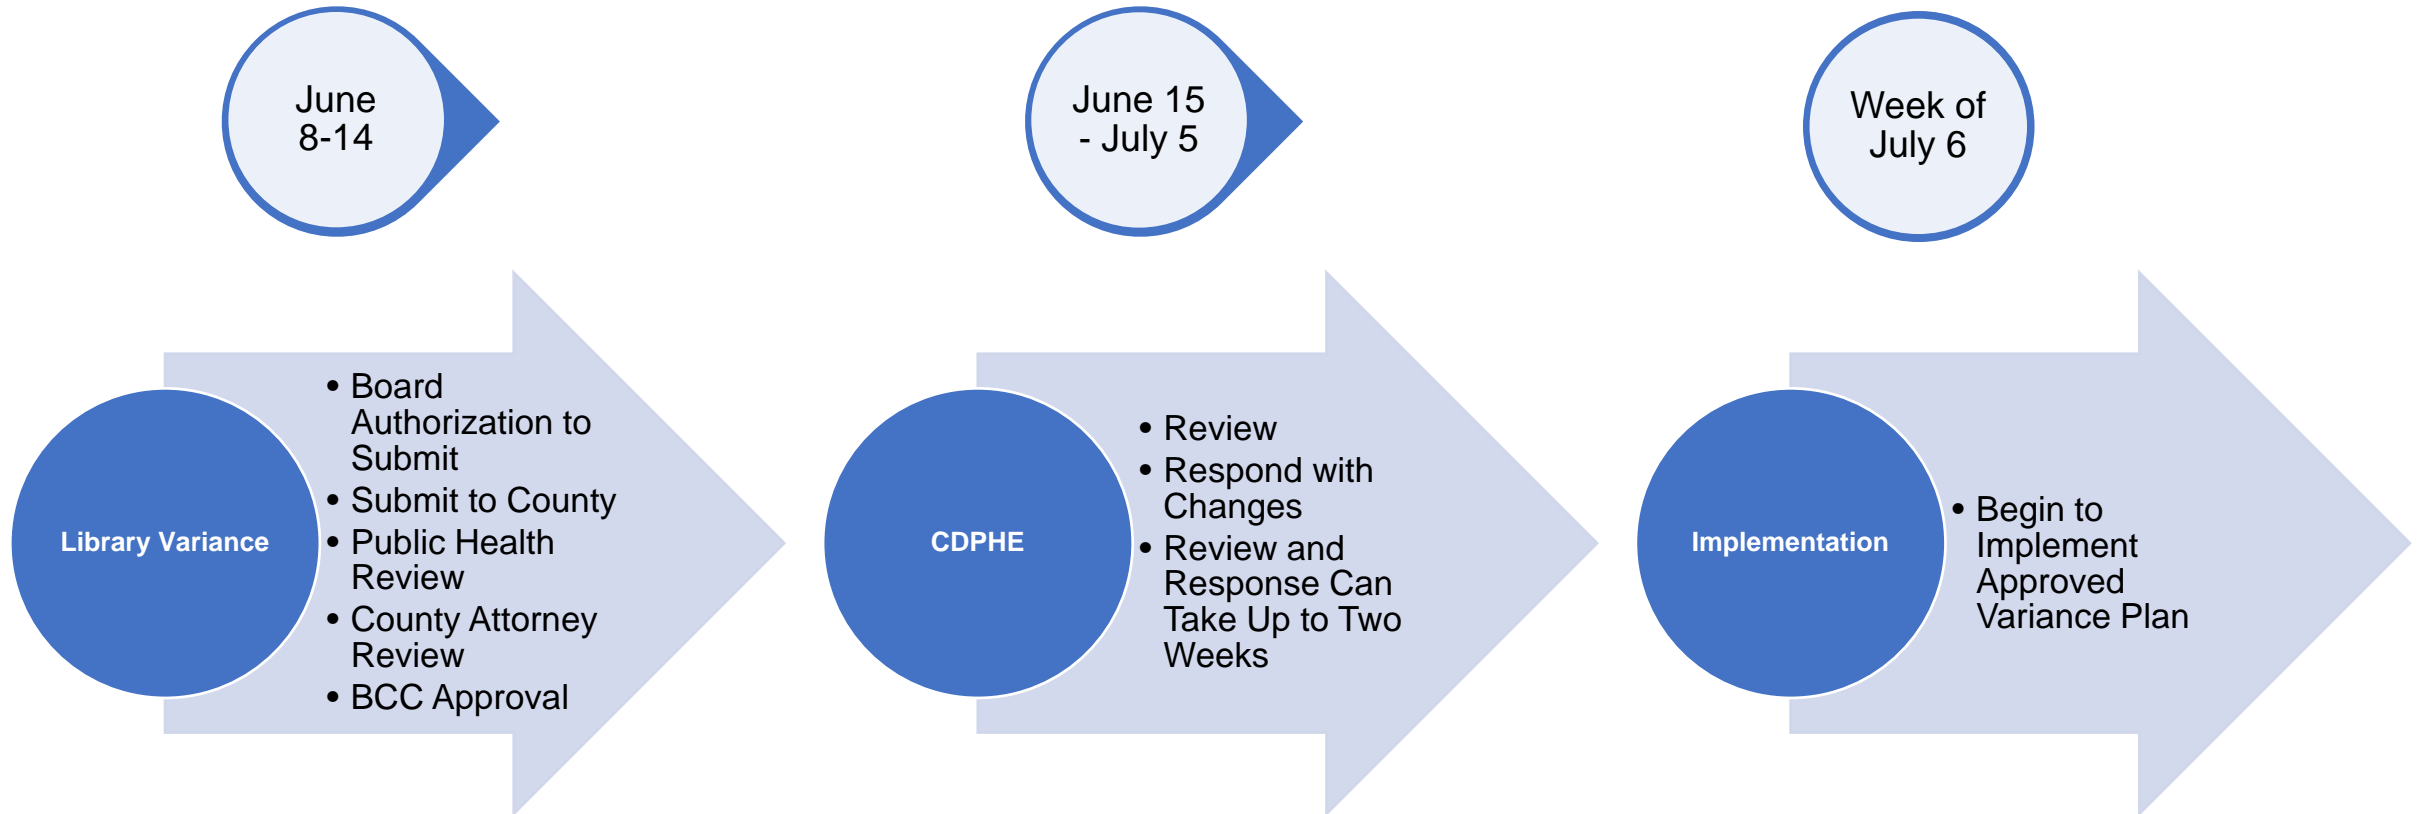 June
8-14
June 15
- July 5
Week of
July 6
Library Variance
• Board
Authorization to
Submit
• Submit to County
• Public Health
Review
• County Attorney
Review
• BCC Approval
CDPHE
• Review
• Respond with
Changes
• Review and
Response Can
Take Up to Two
Weeks
Implementation
• Begin to
Implement
Approved
Variance Plan